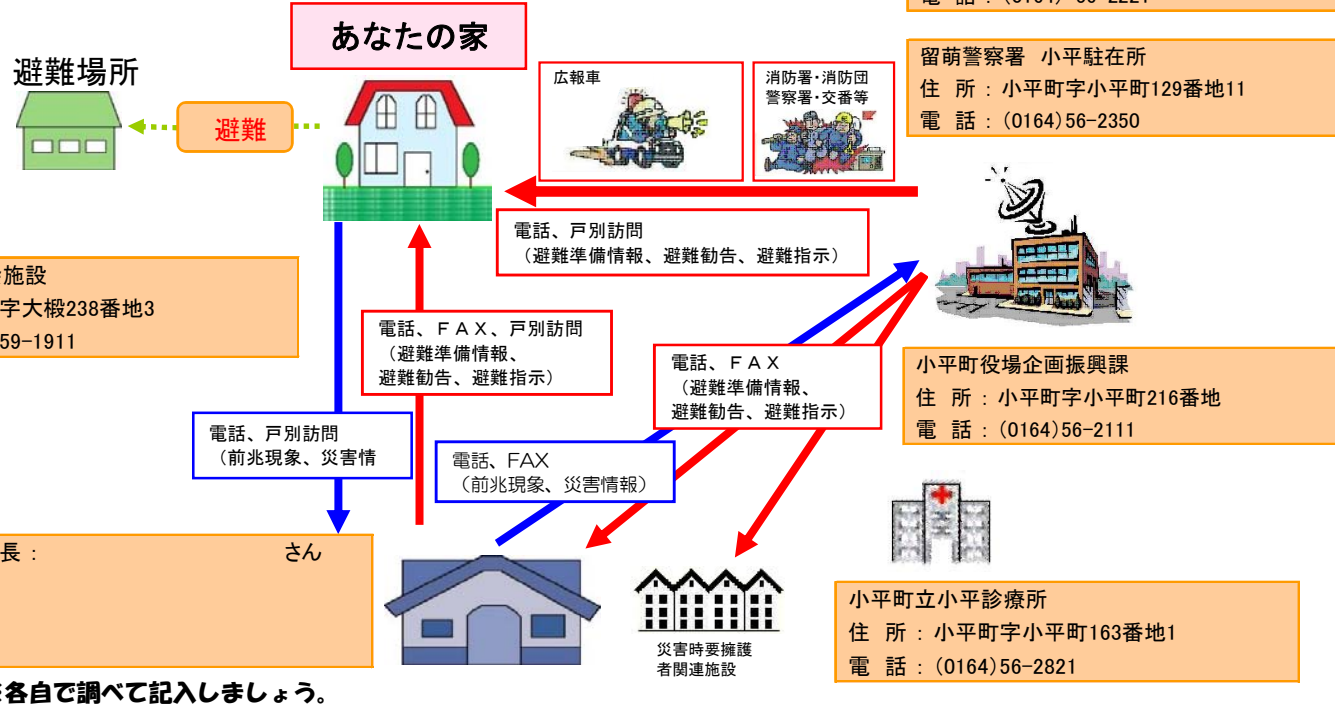 あなたの家
避難場所
避難
広報車
消防署・消防団
警察署・交番等
留萌警察署 小平駐在所
住 所：小平町字小平町129番地11
電 話：(0164)56-2350
電話、戸別訪問
（避難準備情報、避難勧告、避難指示）
施設
字大椴238番地3
59-1911
電話、ＦＡＸ、戸別訪問
（避難準備情報、
避難勧告、避難指示）
電話、ＦＡＸ
（避難準備情報、
避難勧告、避難指示）
小平町役場企画振興課
住 所：小平町字小平町216番地
電 話：(0164)56-2111
電話、戸別訪問
（前兆現象、災害情
電話、FAX
（前兆現象、災害情報）
長： さん
災害時要擁護
者関連施設
小平町立小平診療所
住 所：小平町字小平町163番地1
電 話：(0164)56-2821
各自で調べて記入しましょう。